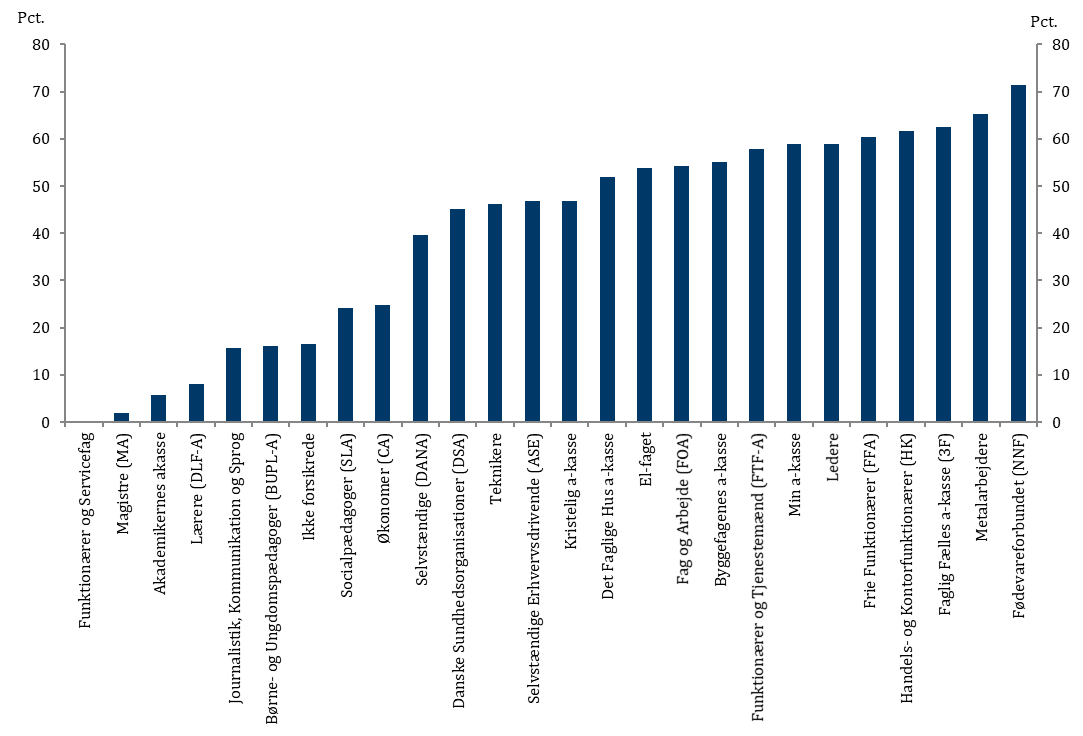 Pct.
Pct.
80
80
70
70
60
60
50
50
40
40
30
30
20
20
10
10
0
0
Funktionærer og Servicefag
Magistre (MA)
Akademikernes akasse
Lærere (DLF-A)
Journalistik, Kommunikation og Sprog
Børne- og Ungdomspædagoger (BUPL-A)
Ikke forsikrede
Socialpædagoger (SLA)
Økonomer (CA)
Selvstændige (DANA)
Danske Sundhedsorganisationer (DSA)
Teknikere
Selvstændige Erhvervsdrivende (ASE)
Kristelig a-kasse
Det Faglige Hus a-kasse
El-faget
Fag og Arbejde (FOA)
Byggefagenes a-kasse
Funktionærer og Tjenestemænd (FTF-A)
Min a-kasse
Ledere
Frie Funktionærer (FFA)
Handels- og Kontorfunktionærer (HK)
Faglig Fælles a-kasse (3F)
Metalarbejdere
Fødevareforbundet (NNF)